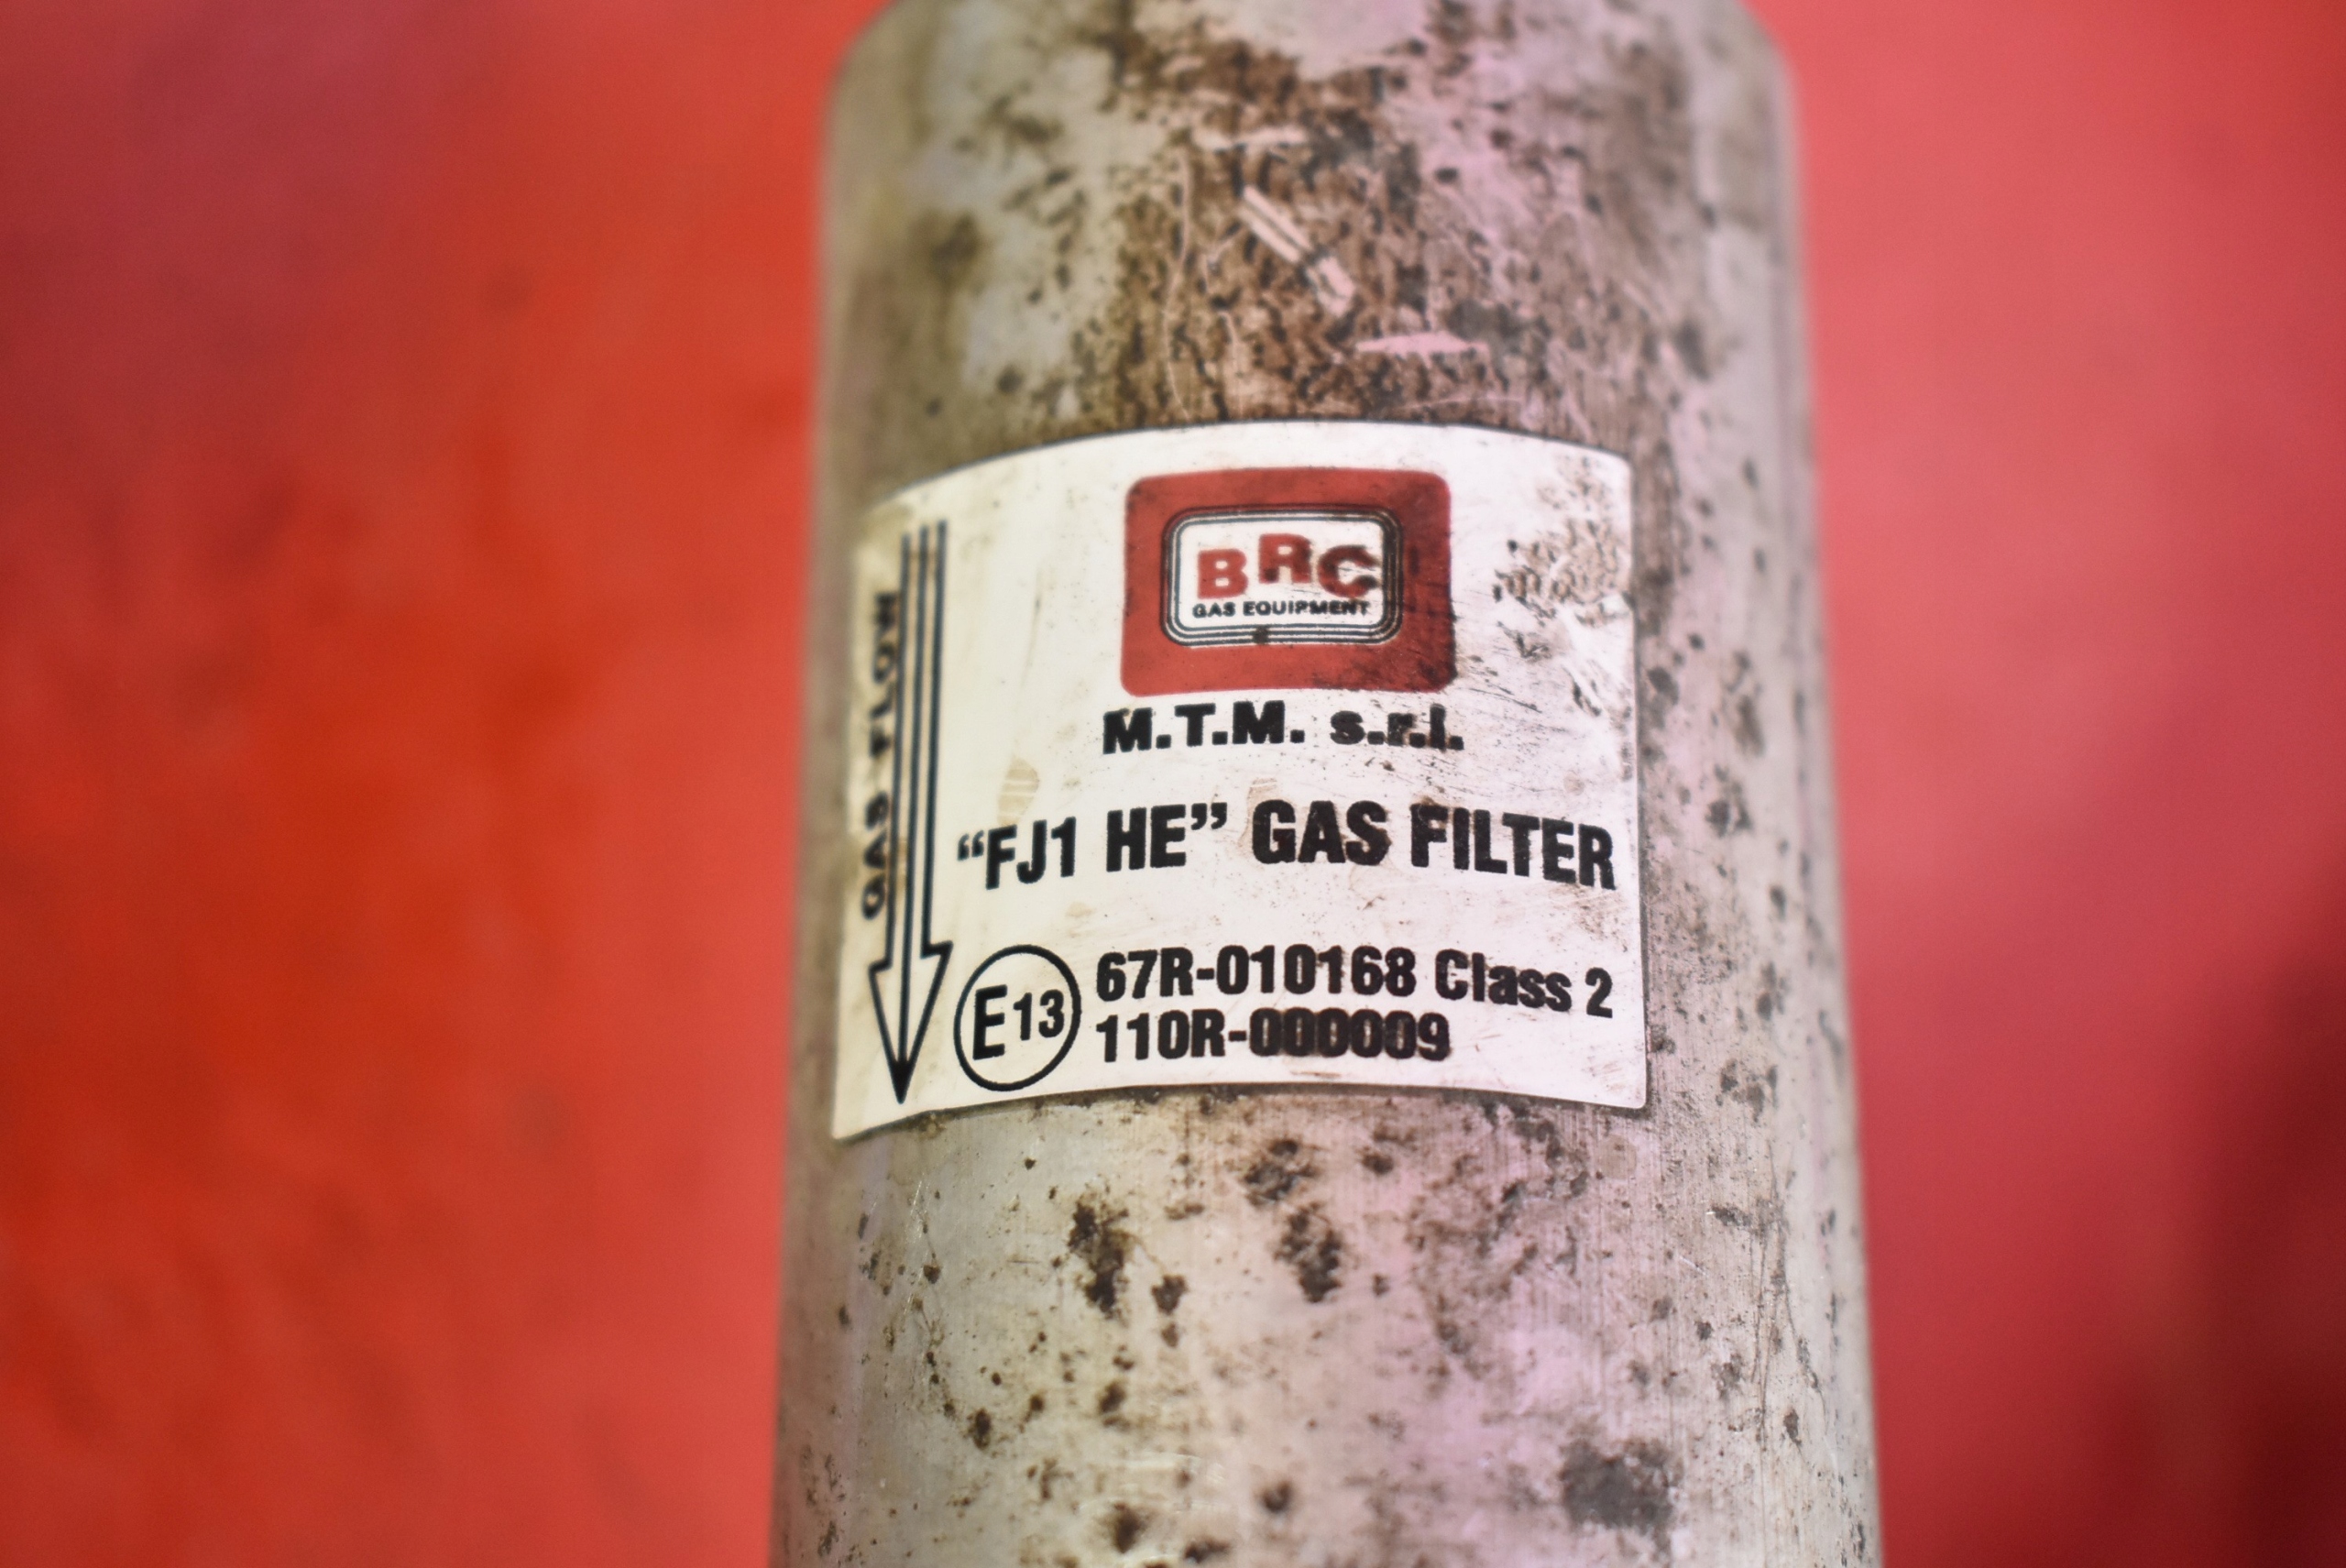 BRC
GAS EQUIPMENT
M.T.M. s.r.l.
"FJ1 HE" GAS FILTER
GAS FLOW
E13
67R-010168 Class 2
110R-000009